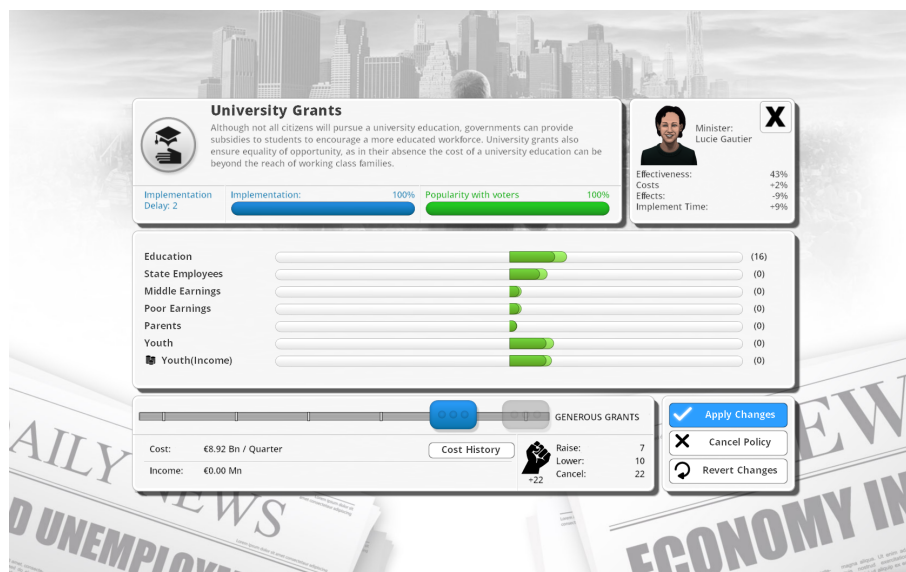 University Grants
Although not all citizens will pursue a university education, governments can provide
subsidies to students to encourage a more educated workforce. University grants also
ensure equality of opportunity, as in their absence the cost of a university education can be
beyond the reach of working class families.
Implementation
Delay: 2
Implementation: 100%
Popularity with voters 100%
Minister:
Lucie Gautier
X
Effectiveness: 43%
Costs +2%
Effects: -9%
Implement Time: +9%
Education (16)
State Employees (0)
Middle Earnings (0)
Poor Earnings (0)
Parents (0)
Youth (0)
Youth(Income) (0)
GENEROUS GRANTS
Cost: €8.92 Bn / Quarter
Income: €0.00 Mn
Cost History
+22
Raise: 7
Lower: 10
Cancel: 22
Apply Changes
Cancel Policy
Revert Changes
AILY NEWS
D UNEMPLOY
NEW
ECONOMY IN